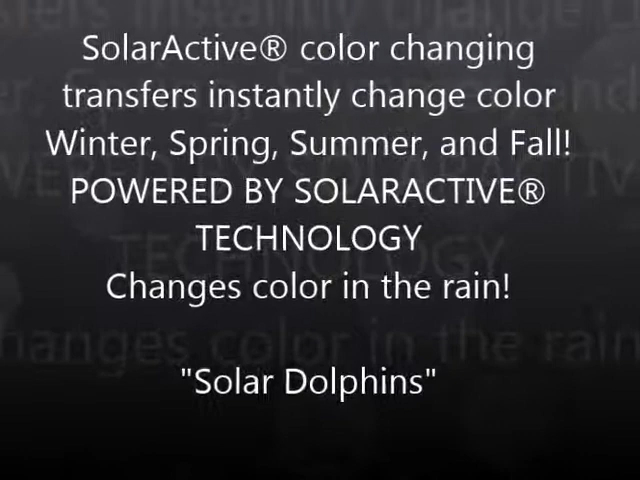 SolarActive® color changing
transfers instantly change color
Winter, Spring, Summer, and Fall!
POWERED BY SOLARACTIVE®
TECHNOLOGY
Changes color in the rain!
"Solar Dolphins"